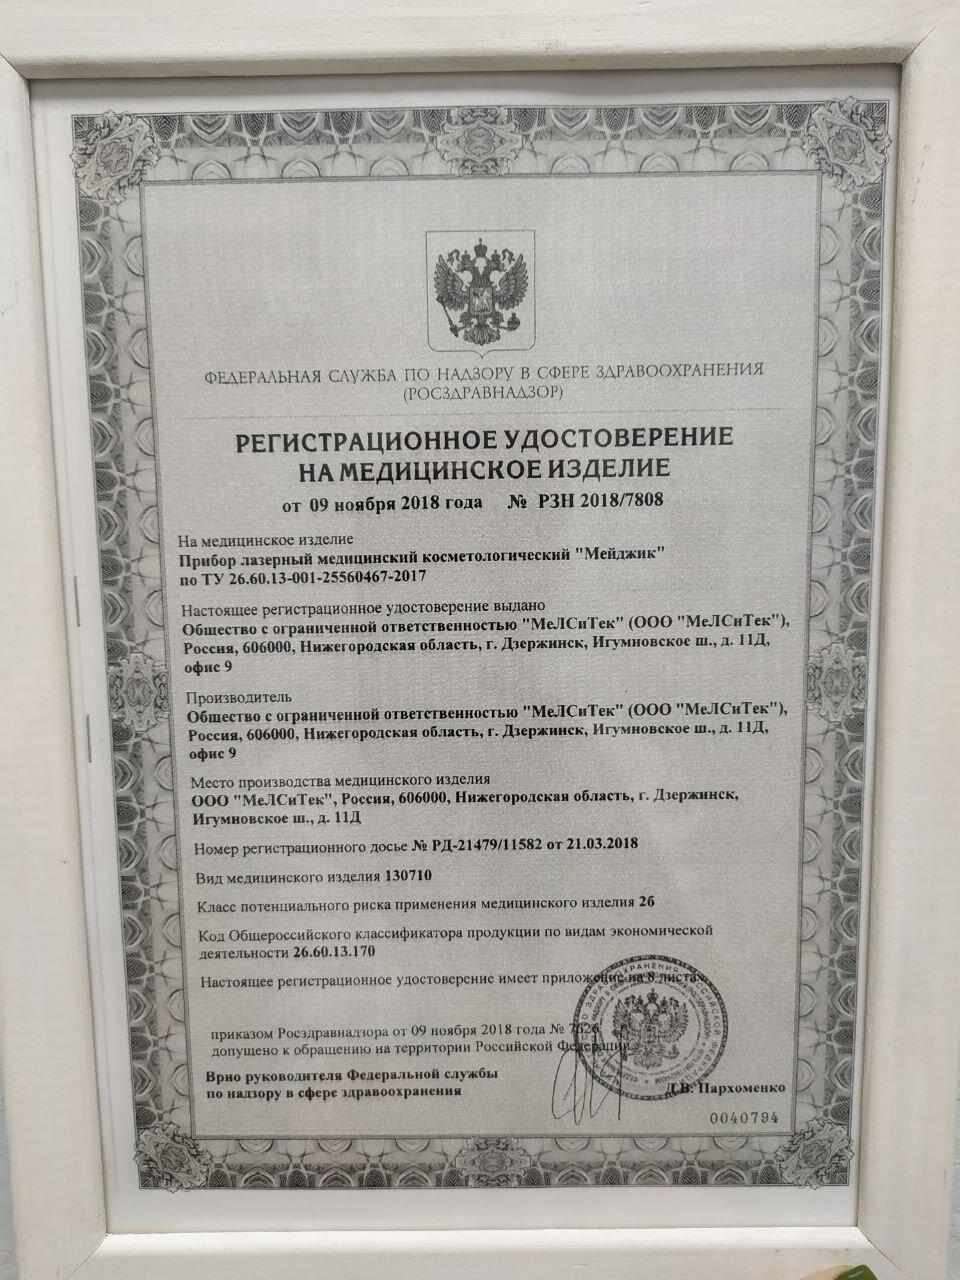 ФЕДЕРАЛЬНАЯ СЛУЖБА ПО НАДЗОРУ В СФЕРЕ ЗДРАВООХРАНЕНИЯ
(РОСЗДРАВНАДЗОР)
РЕГИСТРАЦИОННОЕ УДОСТОВЕРЕНИЕ
НА МЕДИЦИНСКОЕ ИЗДЕЛИЕ
от 09 ноября 2018 года № РЗН 2018/7808
На медицинское изделие
Прибор лазерный медицинский косметологический "Мейджик"
по ТУ 26.60.13-001-25560467-2017
Настоящее регистрационное удостоверение выдано
Общество с ограниченной ответственностью "МеЛСиТек" (ООО "МеЛСиТек"),
Россия, 606000, Нижегородская область, г. Дзержинск, Игумновское ш., д. 11Д,
офис 9
Производитель
Общество с ограниченной ответственностью "МеЛСиТек" (ООО "МеЛСиТек"),
Россия, 606000, Нижегородская область, г. Дзержинск, Игумновское ш., д. 11Д,
офис 9
Место производства медицинского изделия
ООО "МеЛСиТек", Россия, 606000, Нижегородская область, г. Дзержинск,
Игумновское ш., д. 11Д
Номер регистрационного досье № РД-21479/11582 от 21.03.2018
Вид медицинского изделия 130710
Класс потенциального риска применения медицинского изделия 2б
Код Общероссийского классификатора продукции по видам экономической
деятельности 26.60.13.170
Настоящее регистрационное удостоверение имеет приложение на 8 листах
приказом Росздравнадзора от 09 ноября 2018 года №
допущено к обращению на территории Российской Федерации.
Врио руководителя Федеральной службы
по надзору в сфере здравоохранения
Д.В. Пархоменко
0040794